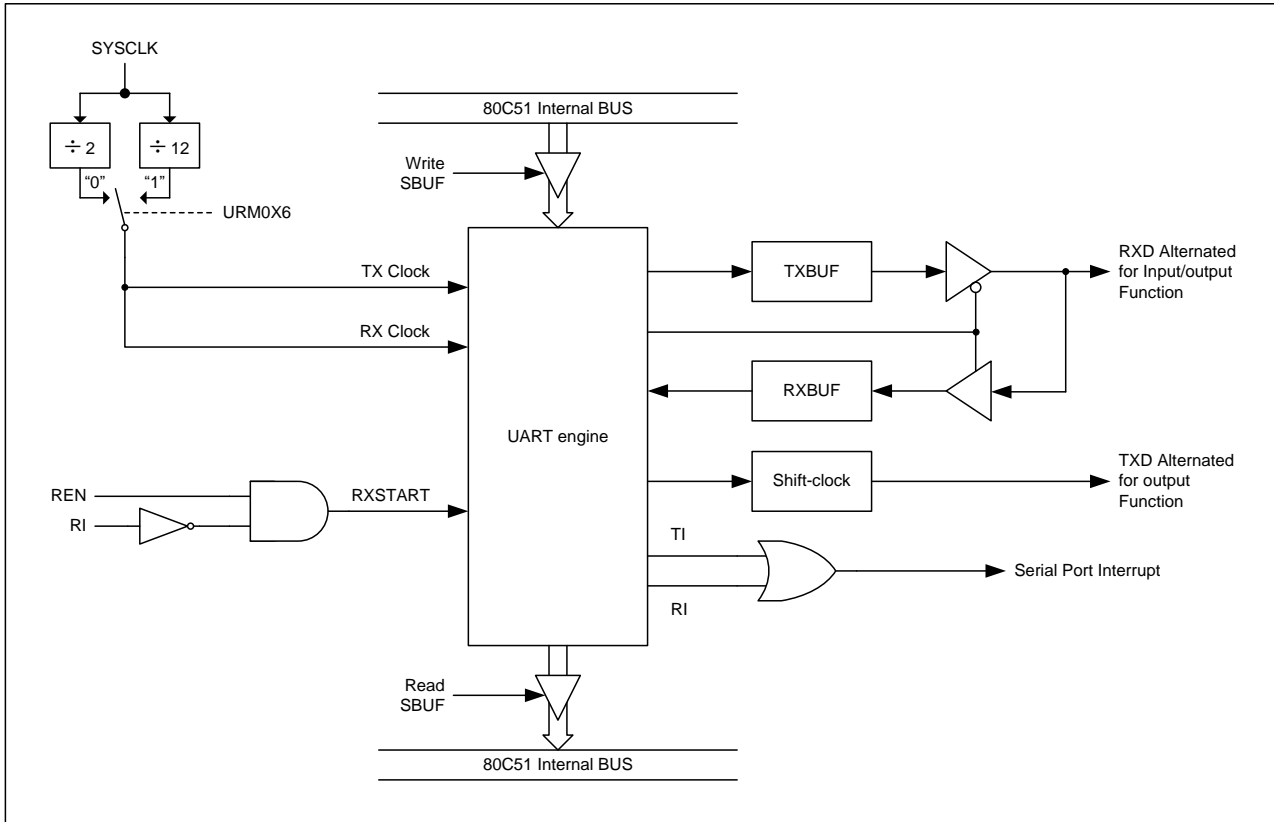 SYSCLK
÷ 2
÷ 12
“0”
“1”
URM0X6
80C51 Internal BUS
Write
SBUF
TX Clock
RX Clock
UART engine
TXBUF
RXD Alternated
for Input/output
Function
RXBUF
Shift-clock
TXD Alternated
for output
Function
REN
RI
RXSTART
TI
RI
Serial Port Interrupt
Read
SBUF
80C51 Internal BUS